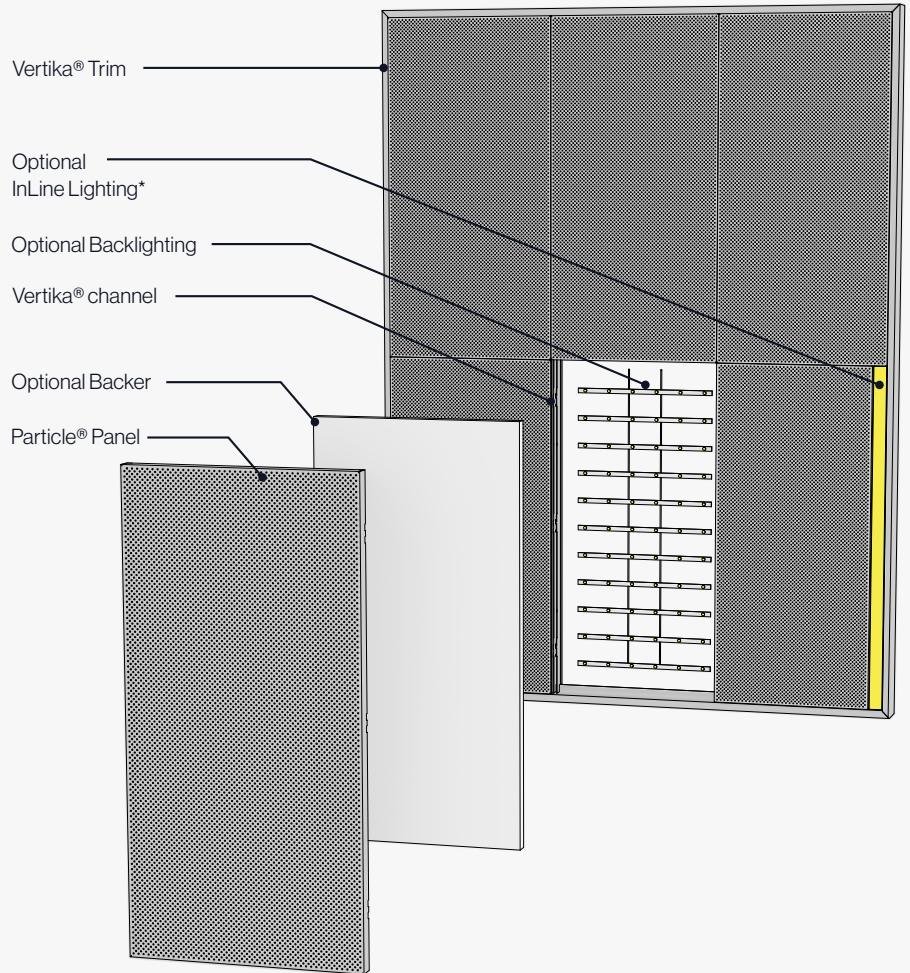 Vertika® Trim
Optional
InLine Lighting*
Optional Backlighting
Vertika® channel
Optional Backer
Particle® Panel